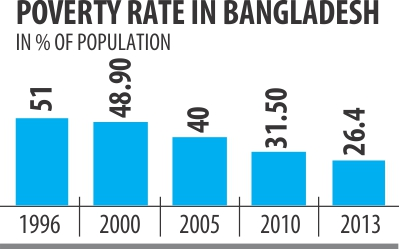 POVERTY RATE IN BANGLADESH
IN % OF POPULATION
51 48.90 40 31.50 26.4
1996 2000 2005 2010 2013